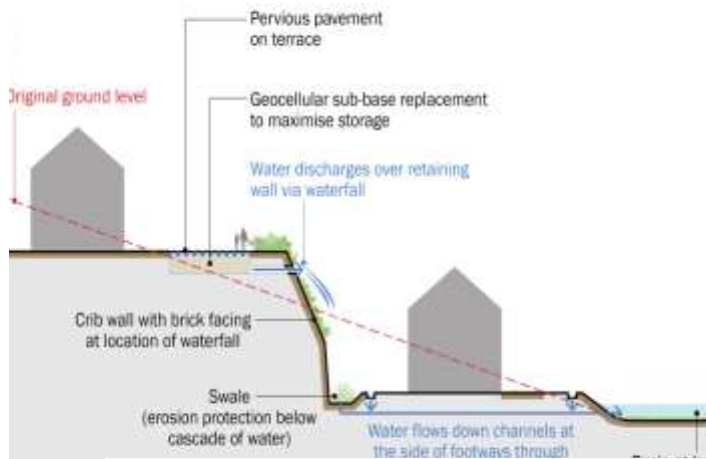 Pervious pavement
on terrace
Original ground level
Geocellular sub-base replacement
to maximise storage
Water discharges over retaining
wall via waterfall
Crib wall with brick facing
at location of waterfall
Swale
(erosion protection below
cascade of water)
Water flows down channels at
the side of footways through